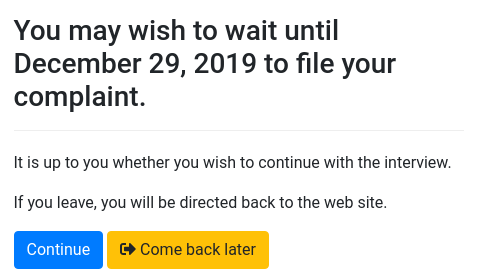 You may wish to wait until
December 29, 2019 to file your
complaint.
It is up to you whether you wish to continue with the interview.
If you leave, you will be directed back to the web site.
Continue
Come back later